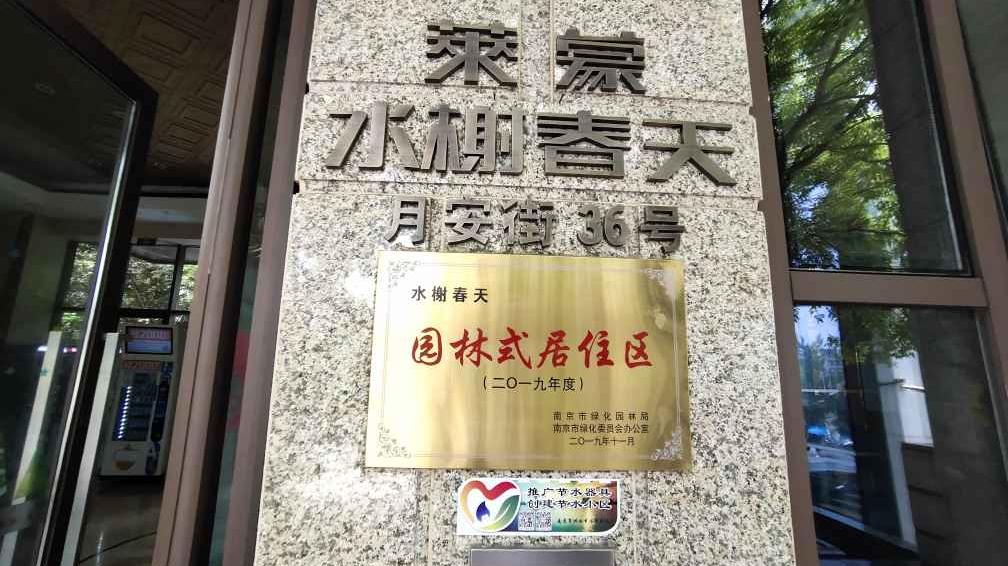 萊蒙
水榭春天
月安街 36号
水榭春天
园林式居住区
(二〇一九年度)
南京市绿化园林局
南京市绿化委员会办公室
二〇一九年十一月
推广节水器具
创建节水小区